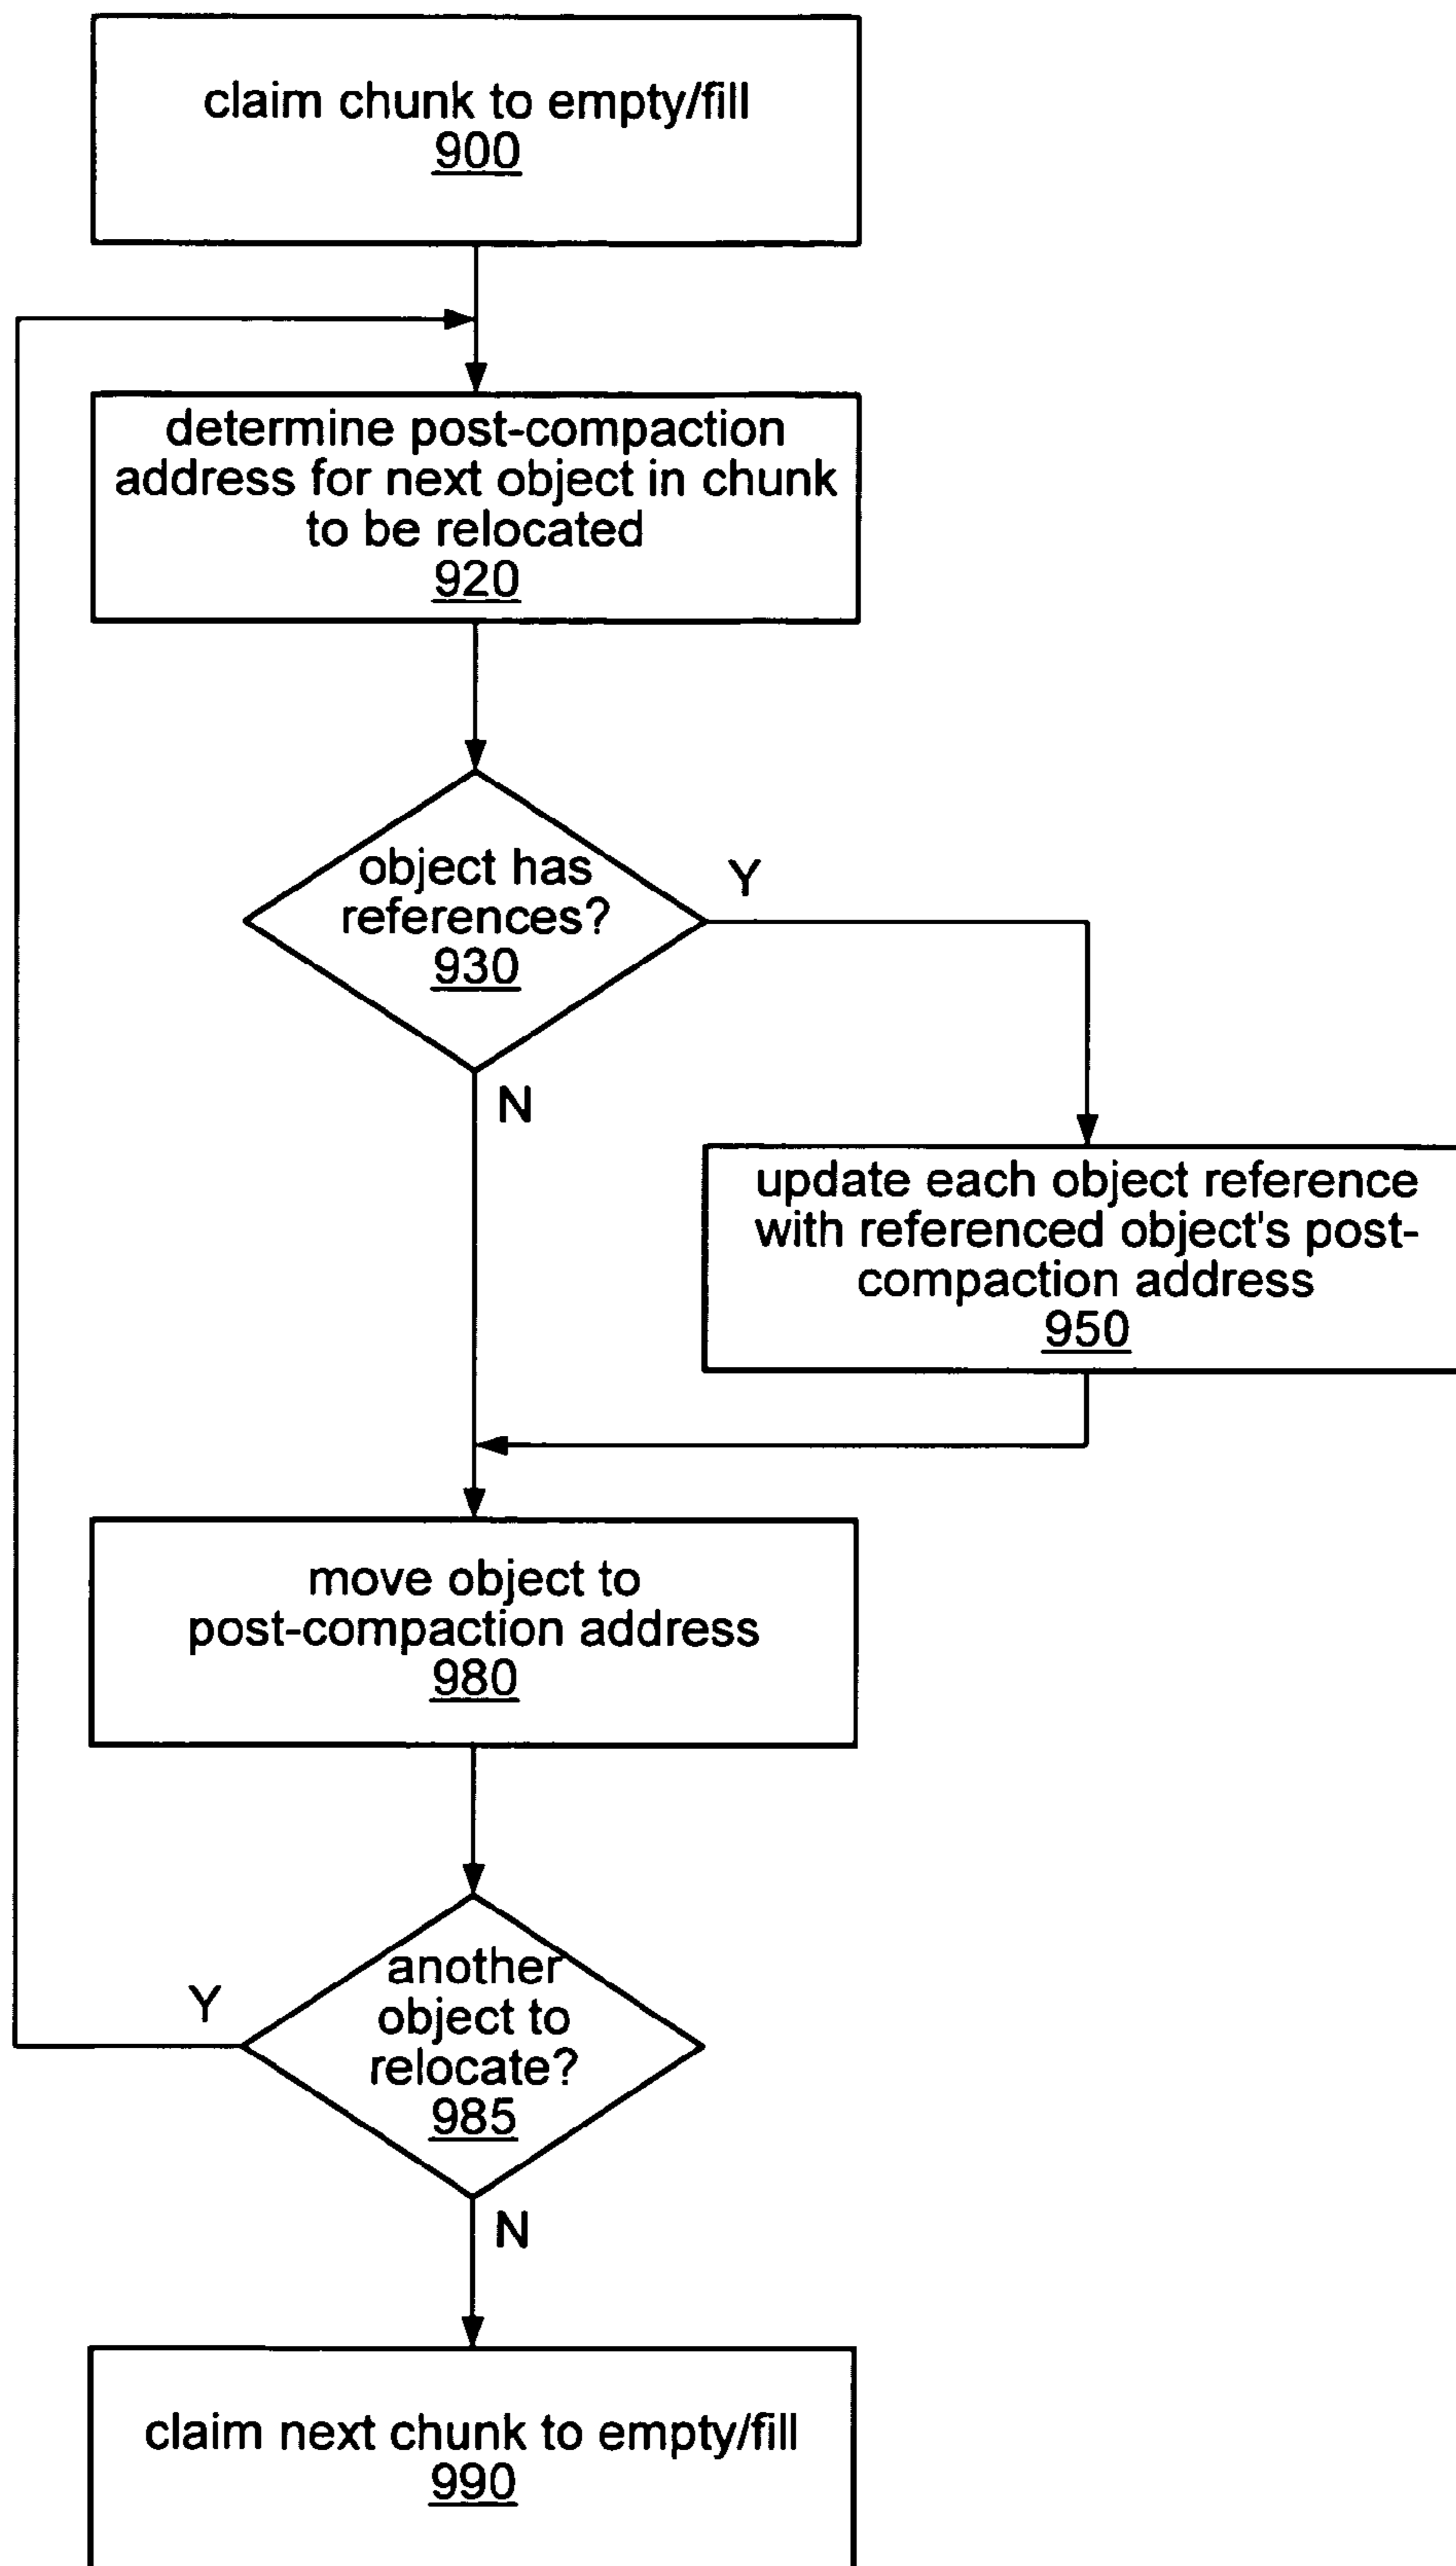 claim chunk to empty/fill
900
determine post-compaction
address for next object in chunk
to be relocated
920
object has
references?
930
Y
N
update each object reference
with referenced object's post-
compaction address
950
move object to
post-compaction address
980
another
object to
relocate?
985
Y
N
claim next chunk to empty/fill
990